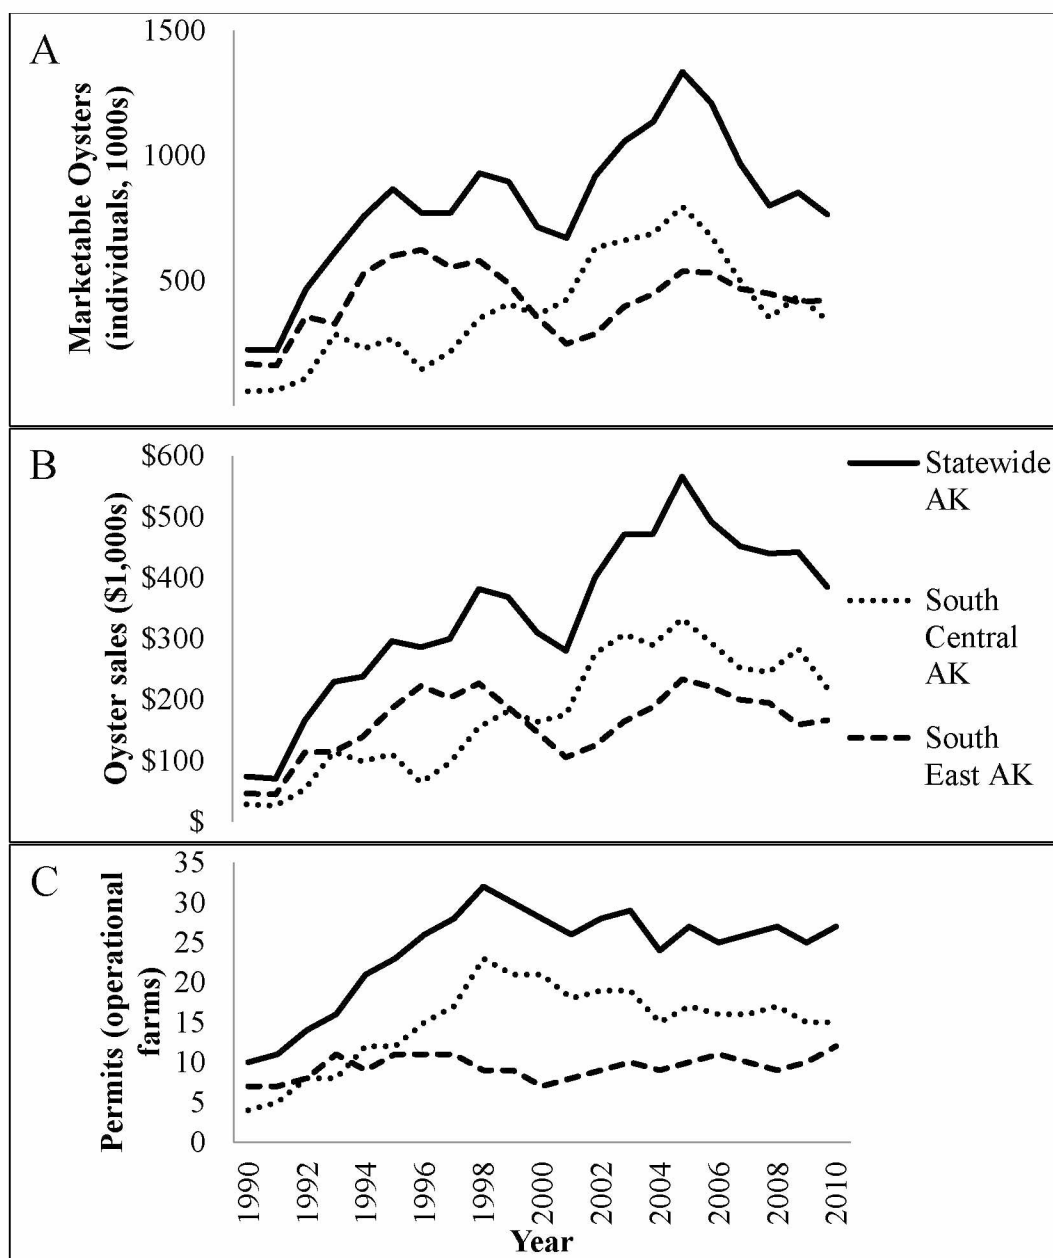 A
Marketable Oysters
(individuals, 1000s)
1500
1000
500
B
Oyster sales ($1,000s)
$600
$500
$400
$300
$200
$100
$
Statewide
AK
South
Central
AK
South
East AK
C
Permits (operational
farms)
35
30
25
20
15
10
5
0
1990
1992
1994
1996
1998
2000
2002
2004
2006
2008
2010
Year